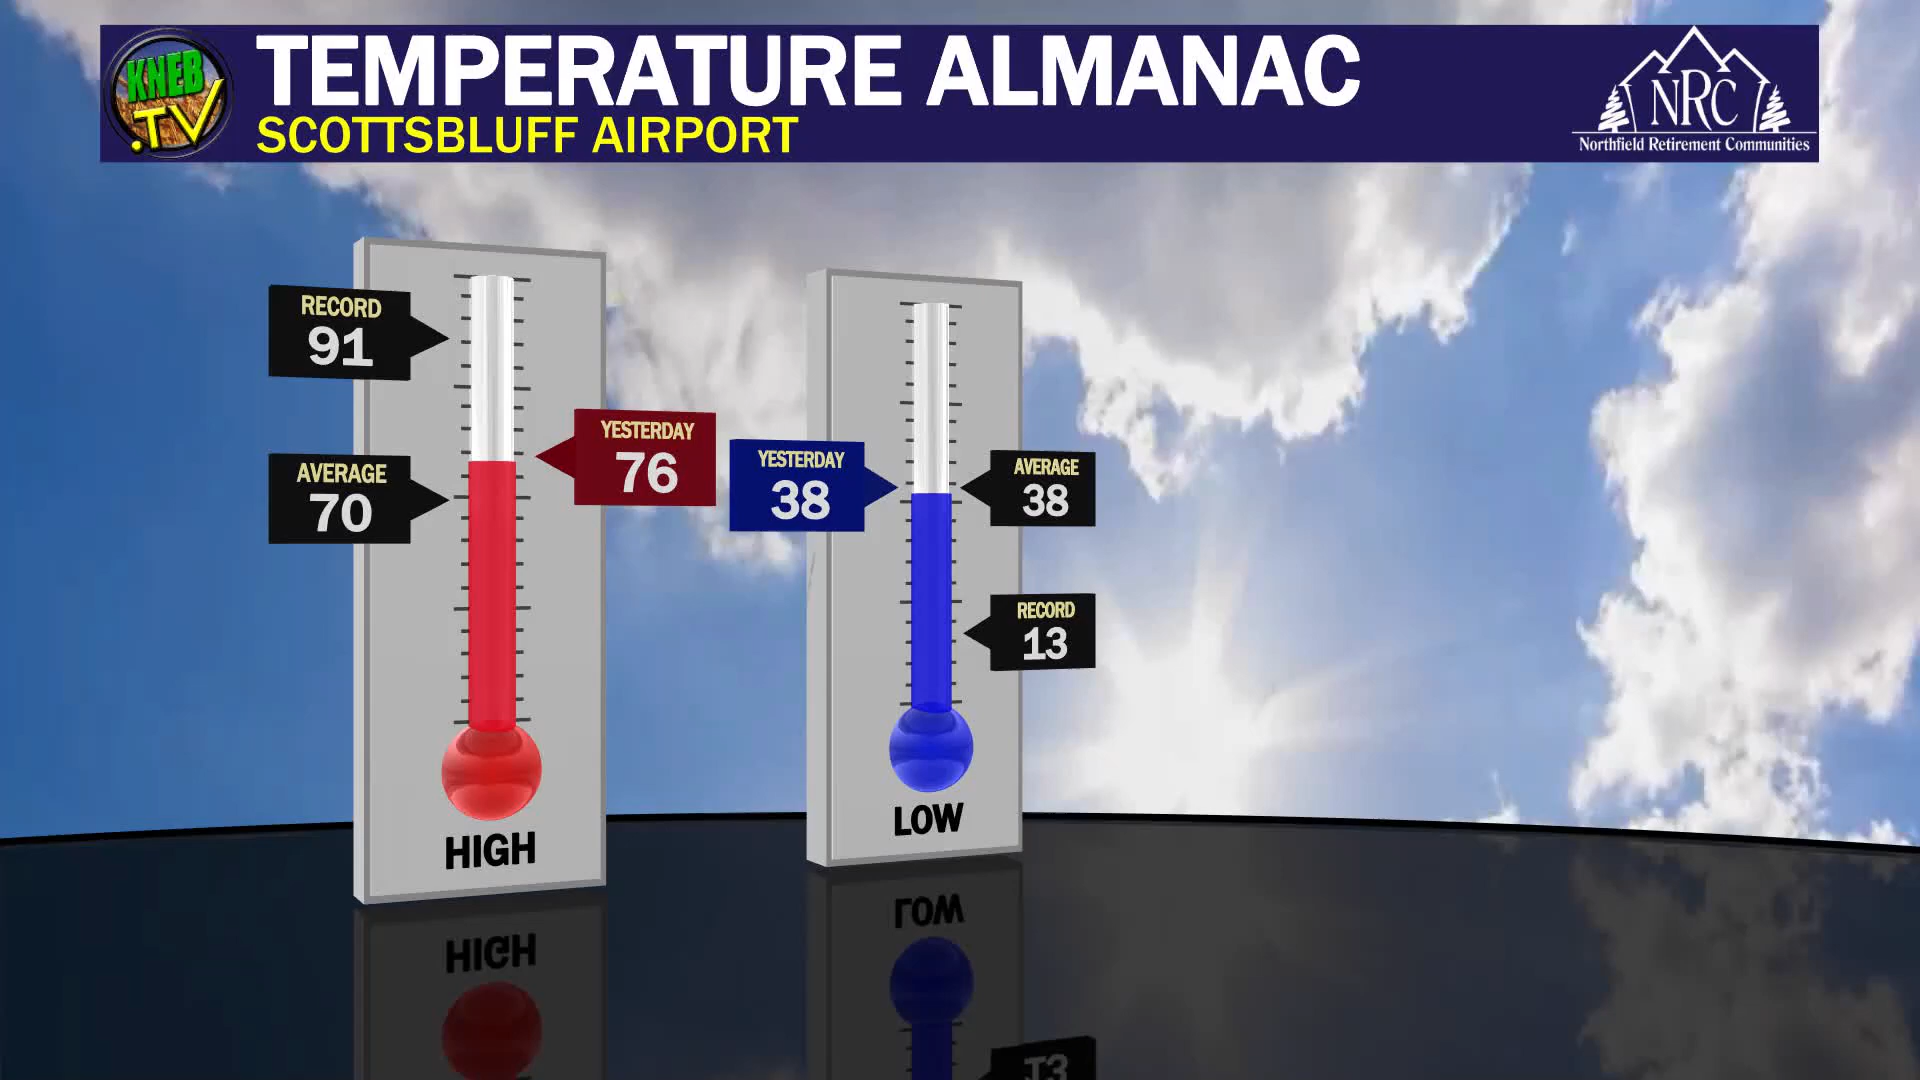 KNEB
.TV
TEMPERATURE ALMANAC
SCOTTSBLUFF AIRPORT
NRC
Northfield Retirement Communities
RECORD
91
AVERAGE
70
YESTERDAY
76
HIGH
YESTERDAY
38
AVERAGE
38
RECORD
13
LOW